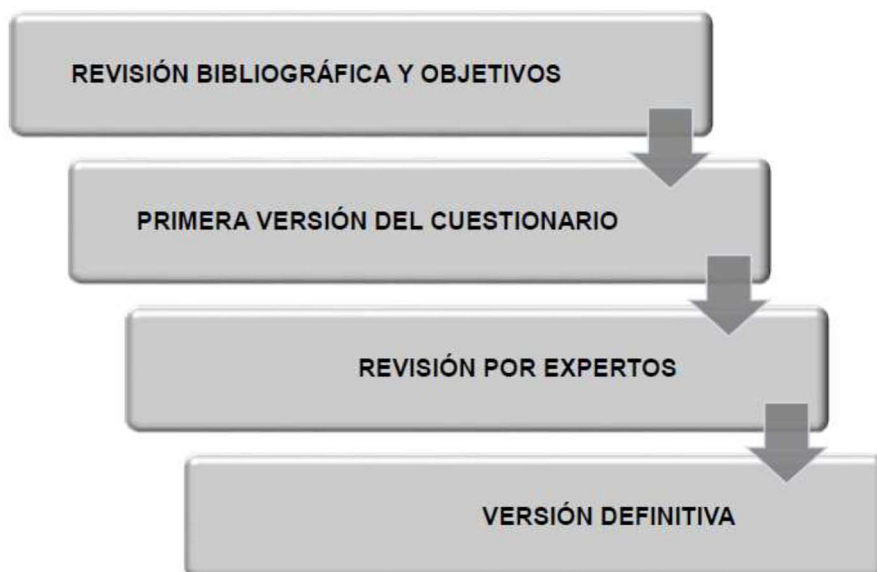 REVISIÓN BIBLIOGRÁFICA Y OBJETIVOS
PRIMERA VERSIÓN DEL CUESTIONARIO
REVISIÓN POR EXPERTOS
VERSIÓN DEFINITIVA